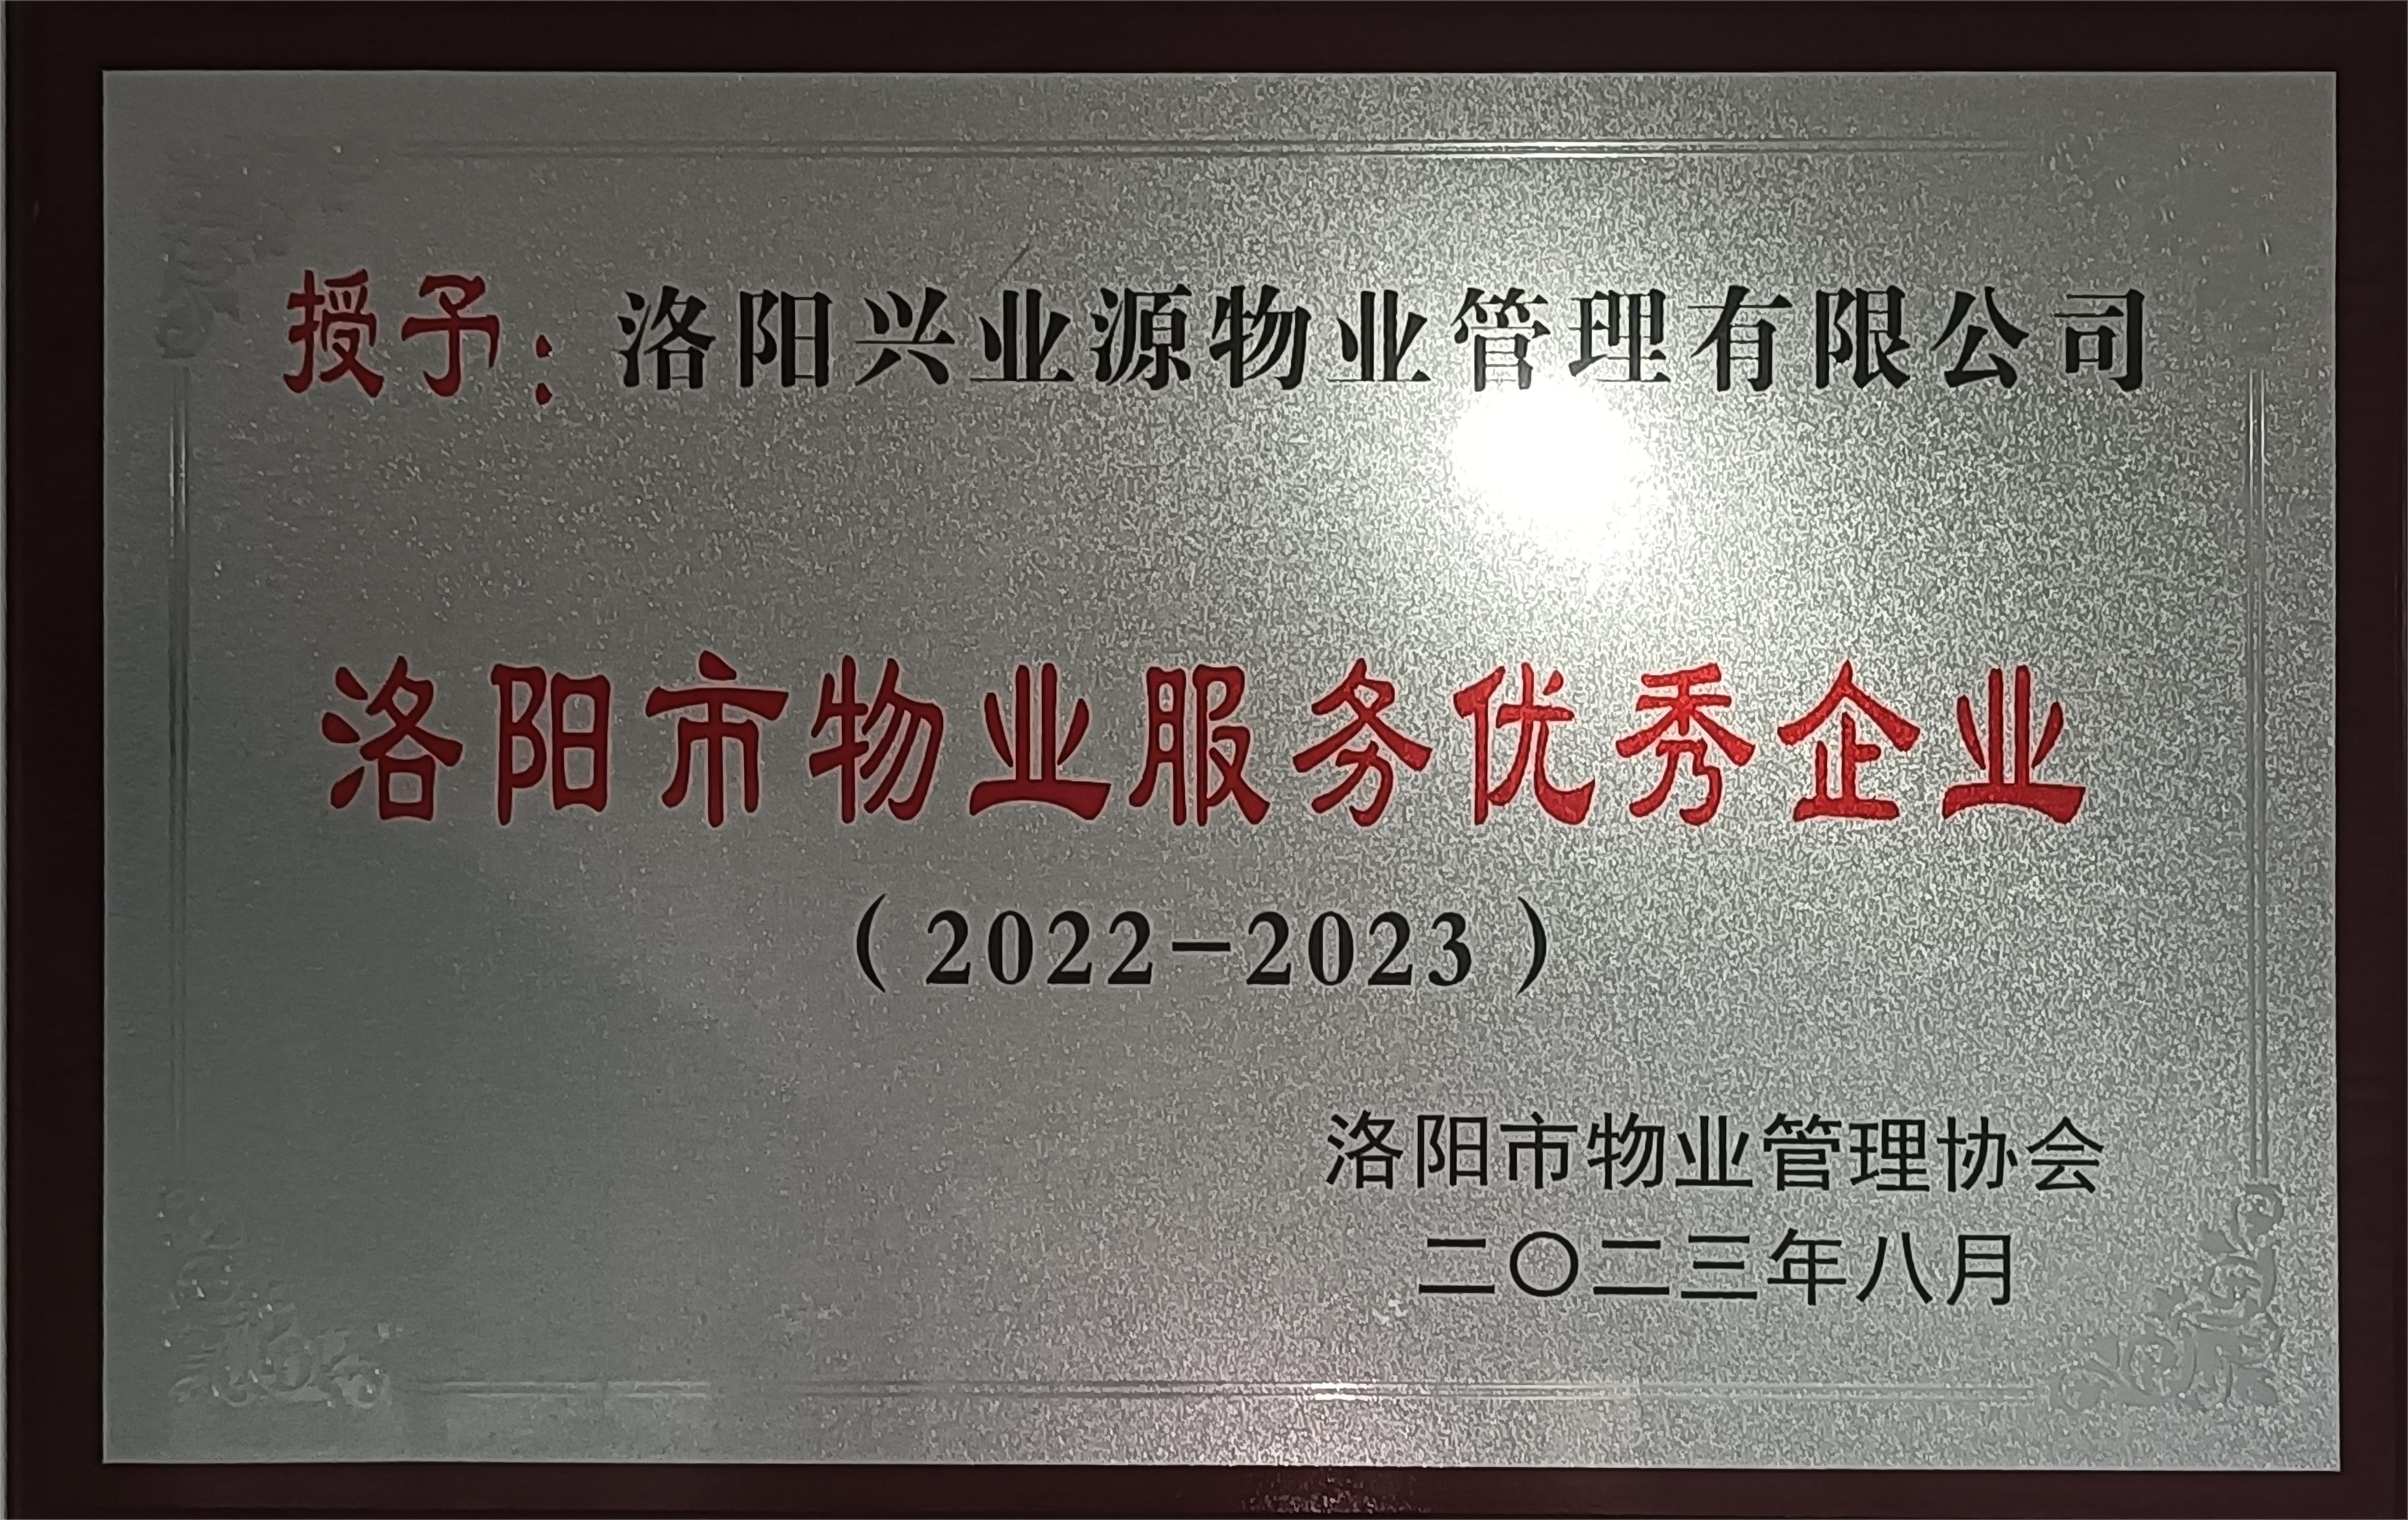 授予：洛阳兴业源物业管理有限公司
洛阳市物业服务优秀企业
（2022-2023）
洛阳市物业管理协会
二〇二三年八月